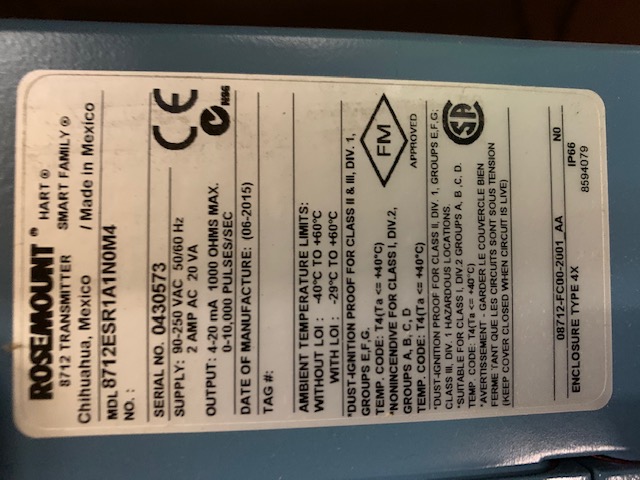 ROSEMOUNT® HART®
8712 TRANSMITTER SMART FAMILY®
Chihuahua, Mexico / Made in Mexico
MDL 8712ESR1A1N0M4
NO. :
SERIAL NO. 0430573
SUPPLY: 90-250 VAC 50/60 Hz
2 AMP AC 20 VA
OUTPUT: 4-20 mA 1000 OHMS MAX.
0-10,000 PULSES/SEC
DATE OF MANUFACTURE: (06-2015)
TAG #:
CE
N96
AMBIENT TEMPERATURE LIMITS:
WITHOUT LOI : -40°C TO +60°C
WITH LOI : -29°C TO +60°C
*DUST-IGNITION PROOF FOR CLASS II & III, DIV. 1,
GROUPS E,F,G.
TEMP. CODE: T4(Ta <= +40°C)
*NONINCENDIVE FOR CLASS I, DIV.2,
GROUPS A, B, C, D
TEMP. CODE: T4(Ta <= +40°C)
FM
APPROVED
*DUST-IGNITION PROOF FOR CLASS II, DIV. 1, GROUPS E,F,G;
CLASS III, DIV. 1 HAZARDOUS LOCATIONS.
*SUITABLE FOR CLASS I, DIV.2 GROUPS A, B ,C, D.
TEMP. CODE: T4(Ta <= +40°C)
*AVERTISSEMENT - GARDER LE COUVERCLE BIEN
FERME TANT QUE LES CIRCUITS SONT SOUS TENSION
(KEEP COVER CLOSED WHEN CIRCUIT IS LIVE)
SA
08712-FC00-2U01 AA N0
ENCLOSURE TYPE 4X IP66
8594079